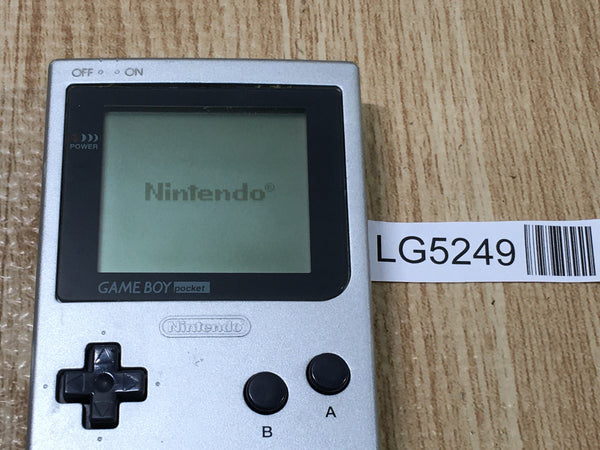 OFF ON
POWER
Nintendo®
GAME BOY pocket
Nintendo
B
A
LG5249